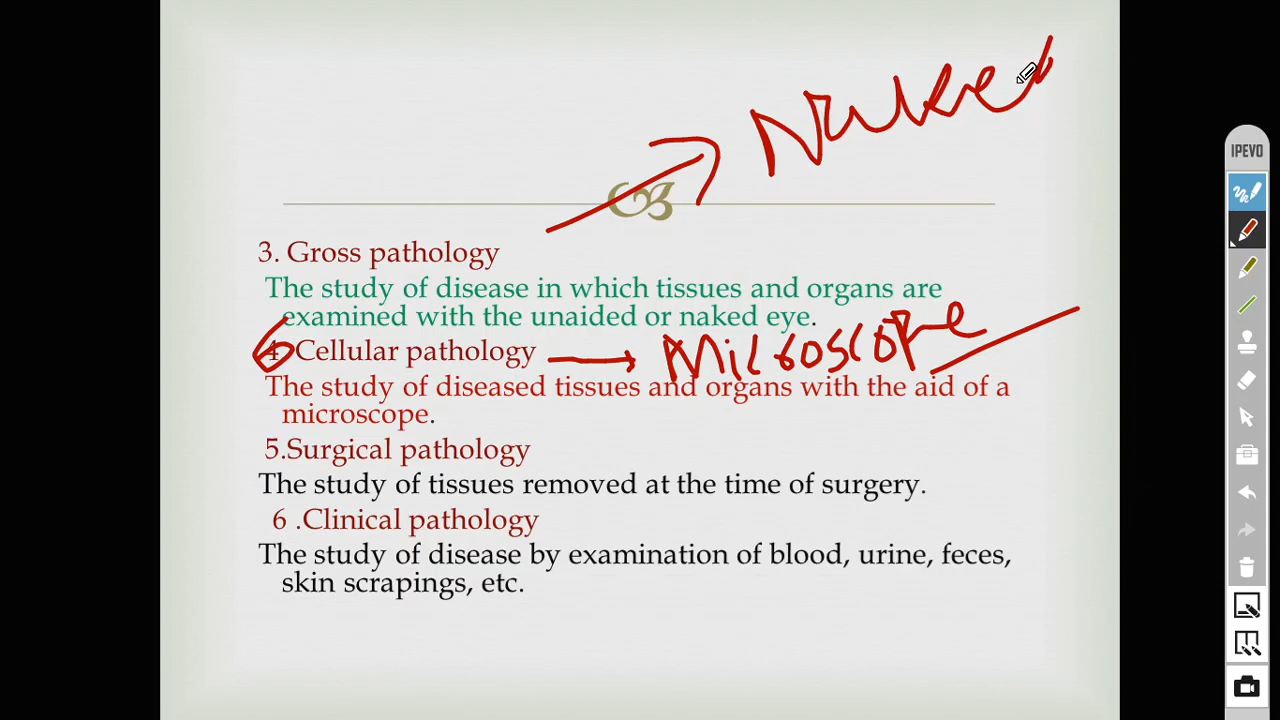 Naked
IPEVO
3. Gross pathology
The study of disease in which tissues and organs are
examined with the unaided or naked eye.
4. Cellular pathology Microscope
The study of diseased tissues and organs with the aid of a
microscope.
5.Surgical pathology
The study of tissues removed at the time of surgery.
6 .Clinical pathology
The study of disease by examination of blood, urine, feces,
skin scrapings, etc.